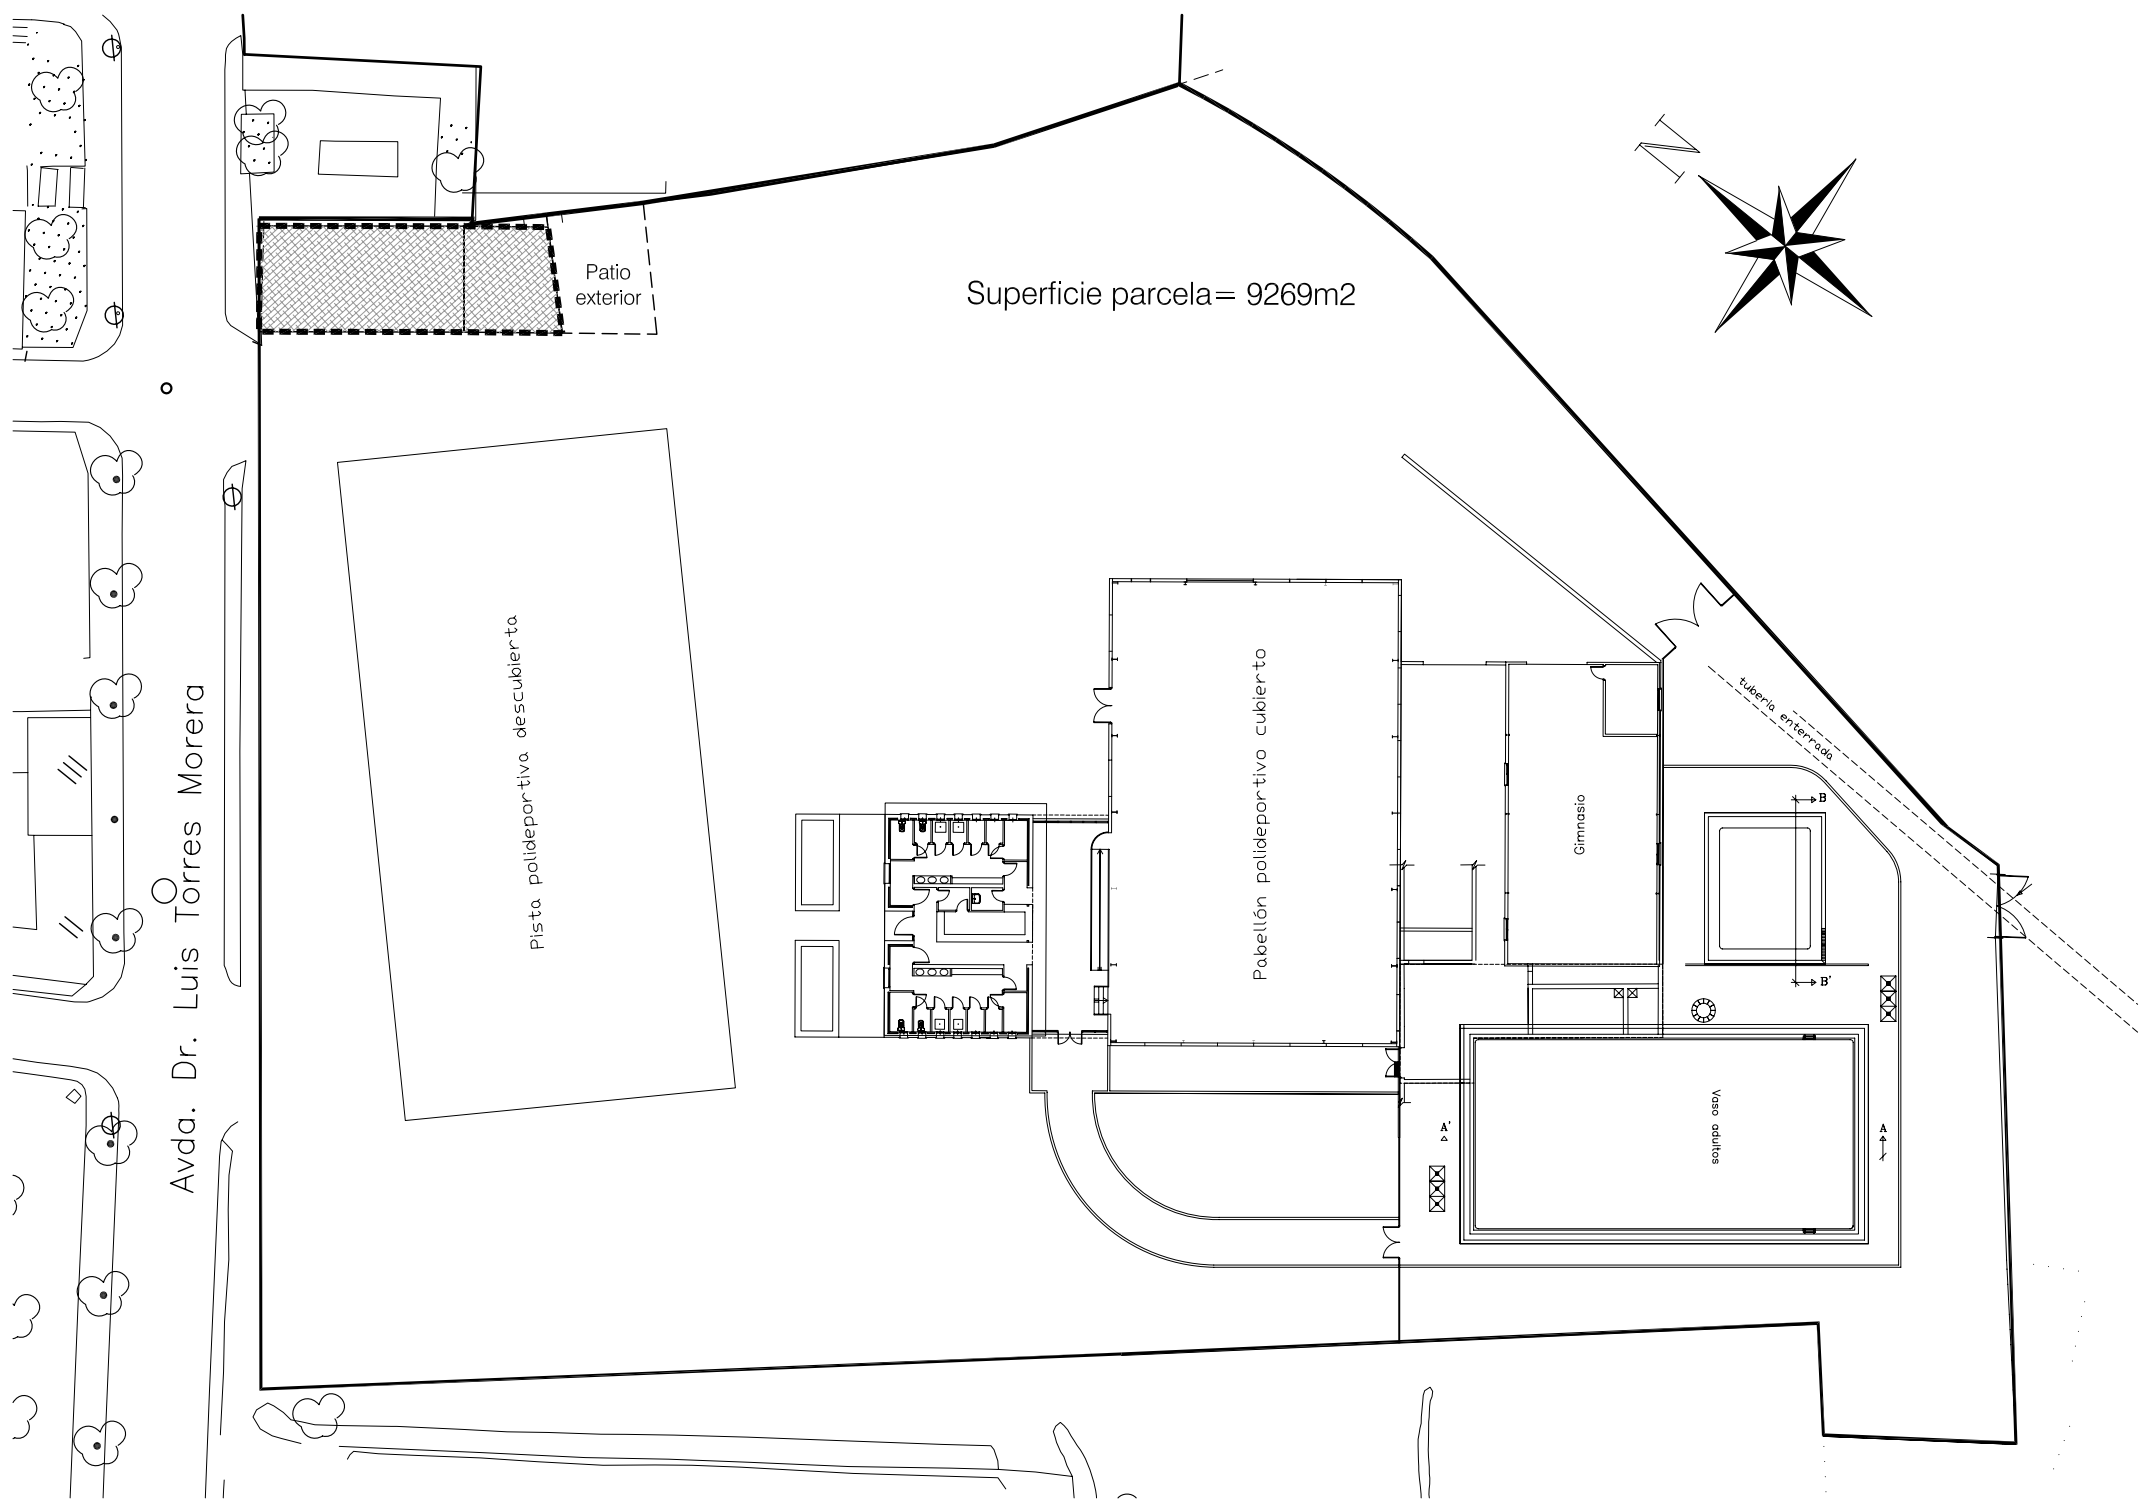 N
Patio
exterior
Superficie parcela= 9269m2
Avda. Dr. Luis Torres Morera
Pista polideportiva descubierta
Pabellón polideportivo cubierto
Gimnasio
tuberia enterrada
B
B'
Vaso adultos
A'
A